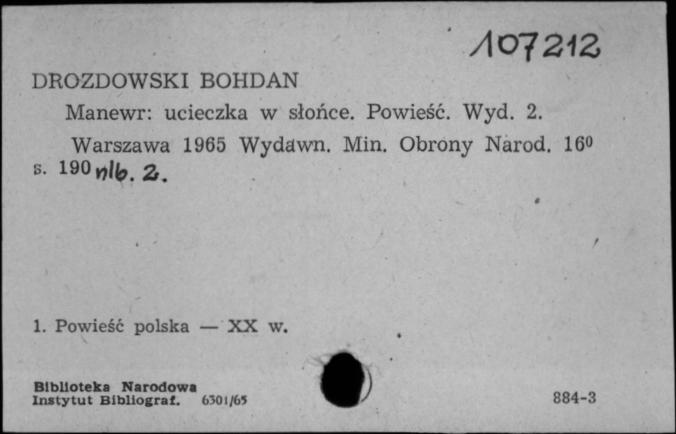 107212
DROZDOWSKI BOHDAN
Manewr: ucieczka w słońce. Powieść. Wyd. 2.
Warszawa 1965 Wydawn. Min. Obrony Narod. 16⁰
s. 190 nlb. 2.
1. Powieść polska — XX w.
Biblioteka Narodowa
Instytut Bibliograf. 6301/65
884-3